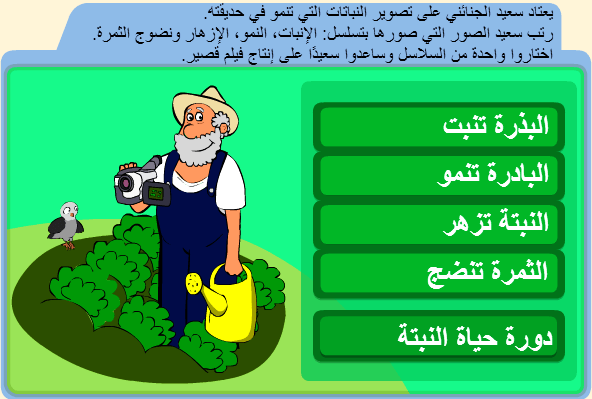 يعتاد سعيد الجنائني على تصوير النباتات التي تنمو في حديقته.
رتب سعيد الصور التي صورها بتسلسل: الإنبات، النمو، الإزهار ونضوج الثمرة.
اختاروا واحدة من السلاسل وساعدوا سعيدًا على إنتاج فيلم قصير.
البذرة تنبت
البادرة تنمو
النبتة تزهر
الثمرة تنضج
دورة حياة النبتة